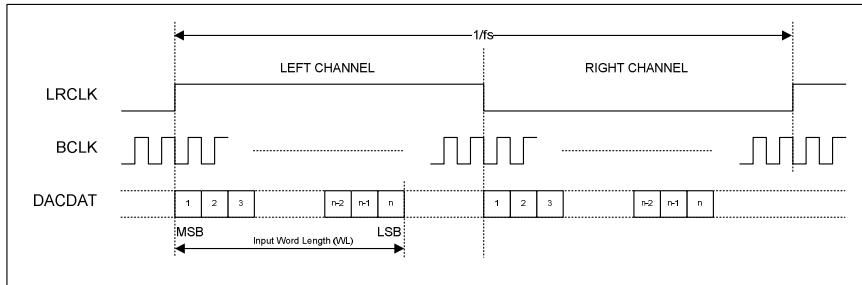 1/fs
LEFT CHANNEL RIGHT CHANNEL
LRCLK
BCLK
DACDAT 1 2 3 n-2 n-1 n 1 2 3 n-2 n-1 n
MSB LSB
Input Word Length (WL)